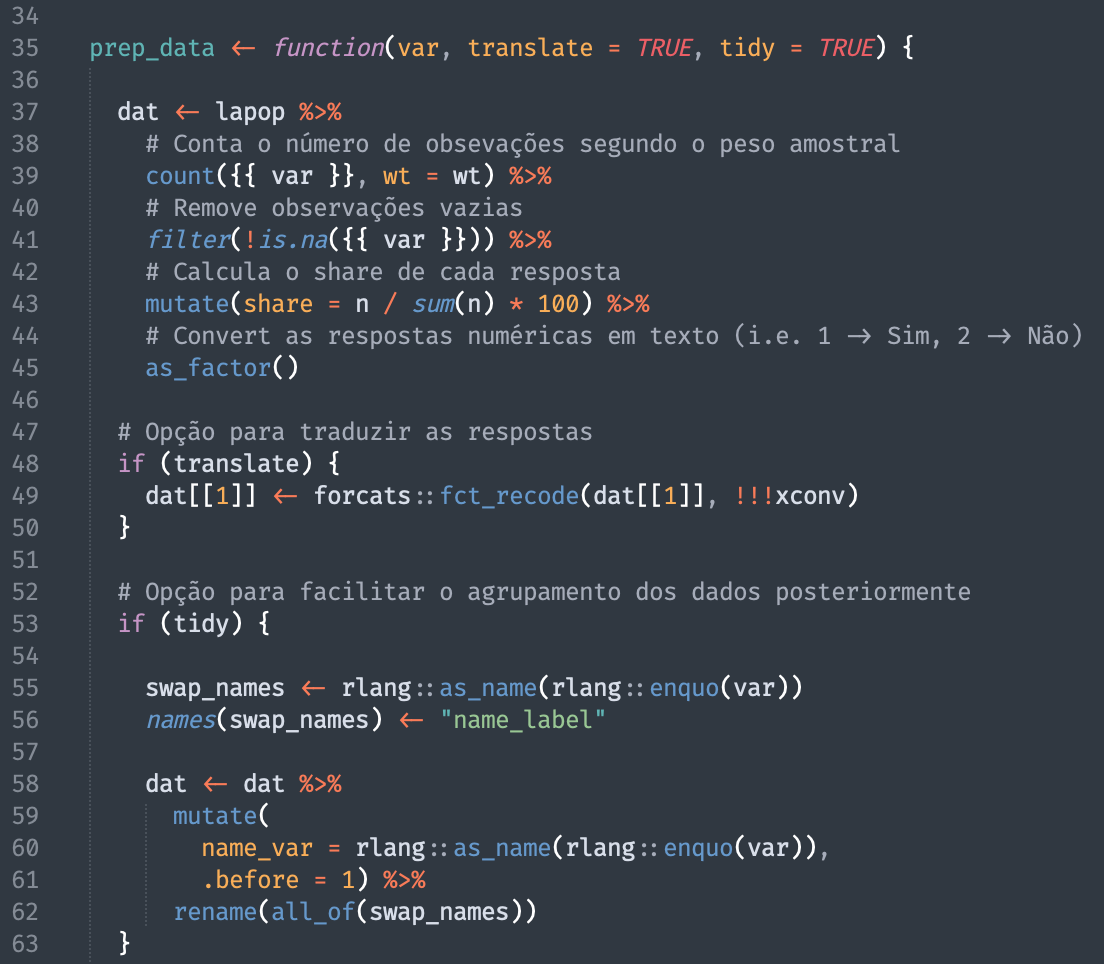 34
35 prep_data <- function(var, translate = TRUE, tidy = TRUE) {
36
37   dat <- lapop %>%
38     # Conta o número de obsevações segundo o peso amostral
39     count({{ var }}, wt = wt) %>%
40     # Remove observações vazias
41     filter(!is.na({{ var }})) %>%
42     # Calcula o share de cada resposta
43     mutate(share = n / sum(n) * 100) %>%
44     # Convert as respostas numéricas em texto (i.e. 1 -> Sim, 2 -> Não)
45     as_factor()
46
47   # Opção para traduzir as respostas
48   if (translate) {
49     dat[[1]] <- forcats::fct_recode(dat[[1]], !!!xconv)
50   }
51
52   # Opção para facilitar o agrupamento dos dados posteriormente
53   if (tidy) {
54
55     swap_names <- rlang::as_name(rlang::enquo(var))
56     names(swap_names) <- "name_label"
57
58     dat <- dat %>%
59       mutate(
60         name_var = rlang::as_name(rlang::enquo(var)),
61         .before = 1) %>%
62       rename(all_of(swap_names))
63   }